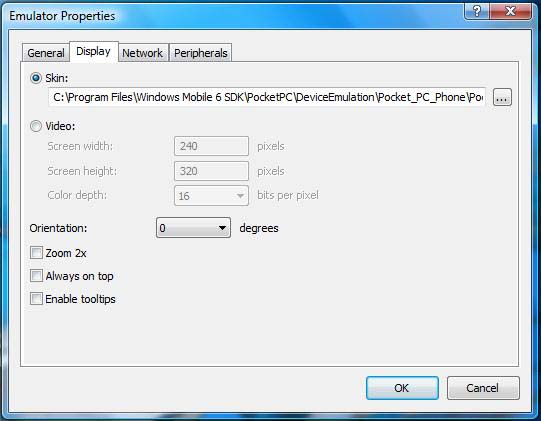 Emulator Properties
General Display Network Peripherals
Skin:
C:\Program Files\Windows Mobile 6 SDK\PocketPC\DeviceEmulation\Pocket_PC_Phone\Poc ...
Video:
Screen width: 240 pixels
Screen height: 320 pixels
Color depth: 16 bits per pixel
Orientation: 0 degrees
Zoom 2x
Always on top
Enable tooltips
OK Cancel